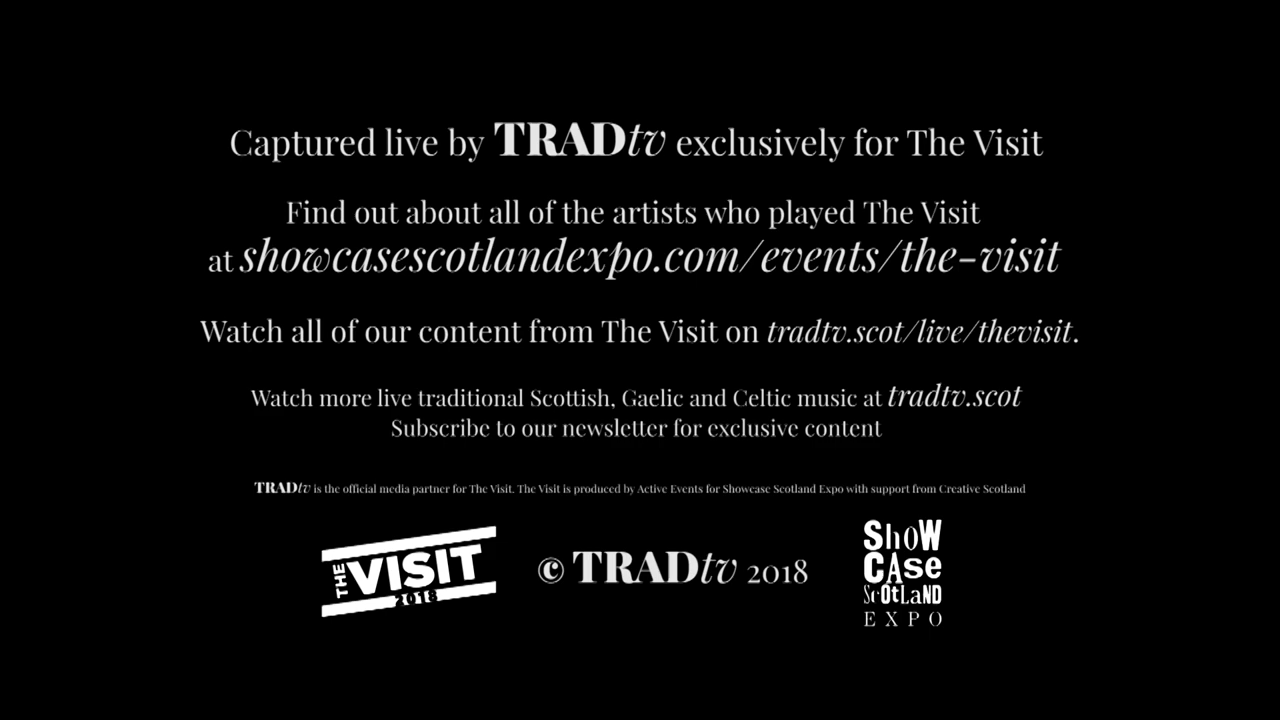 Captured live by TRADtv exclusively for The Visit
Find out about all of the artists who played The Visit
at showcasescotlandexpo.com/events/the-visit
Watch all of our content from The Visit on tradtv.scot/live/thevisit.
Watch more live traditional Scottish, Gaelic and Celtic music at tradtv.scot
Subscribe to our newsletter for exclusive content
TRADtv is the official media partner for The Visit. The Visit is produced by Active Events for Showcase Scotland Expo with support from Creative Scotland
THE VISIT
2018
© TRADtv 2018
ShoW
CAse
ScOtLaND
EXPO